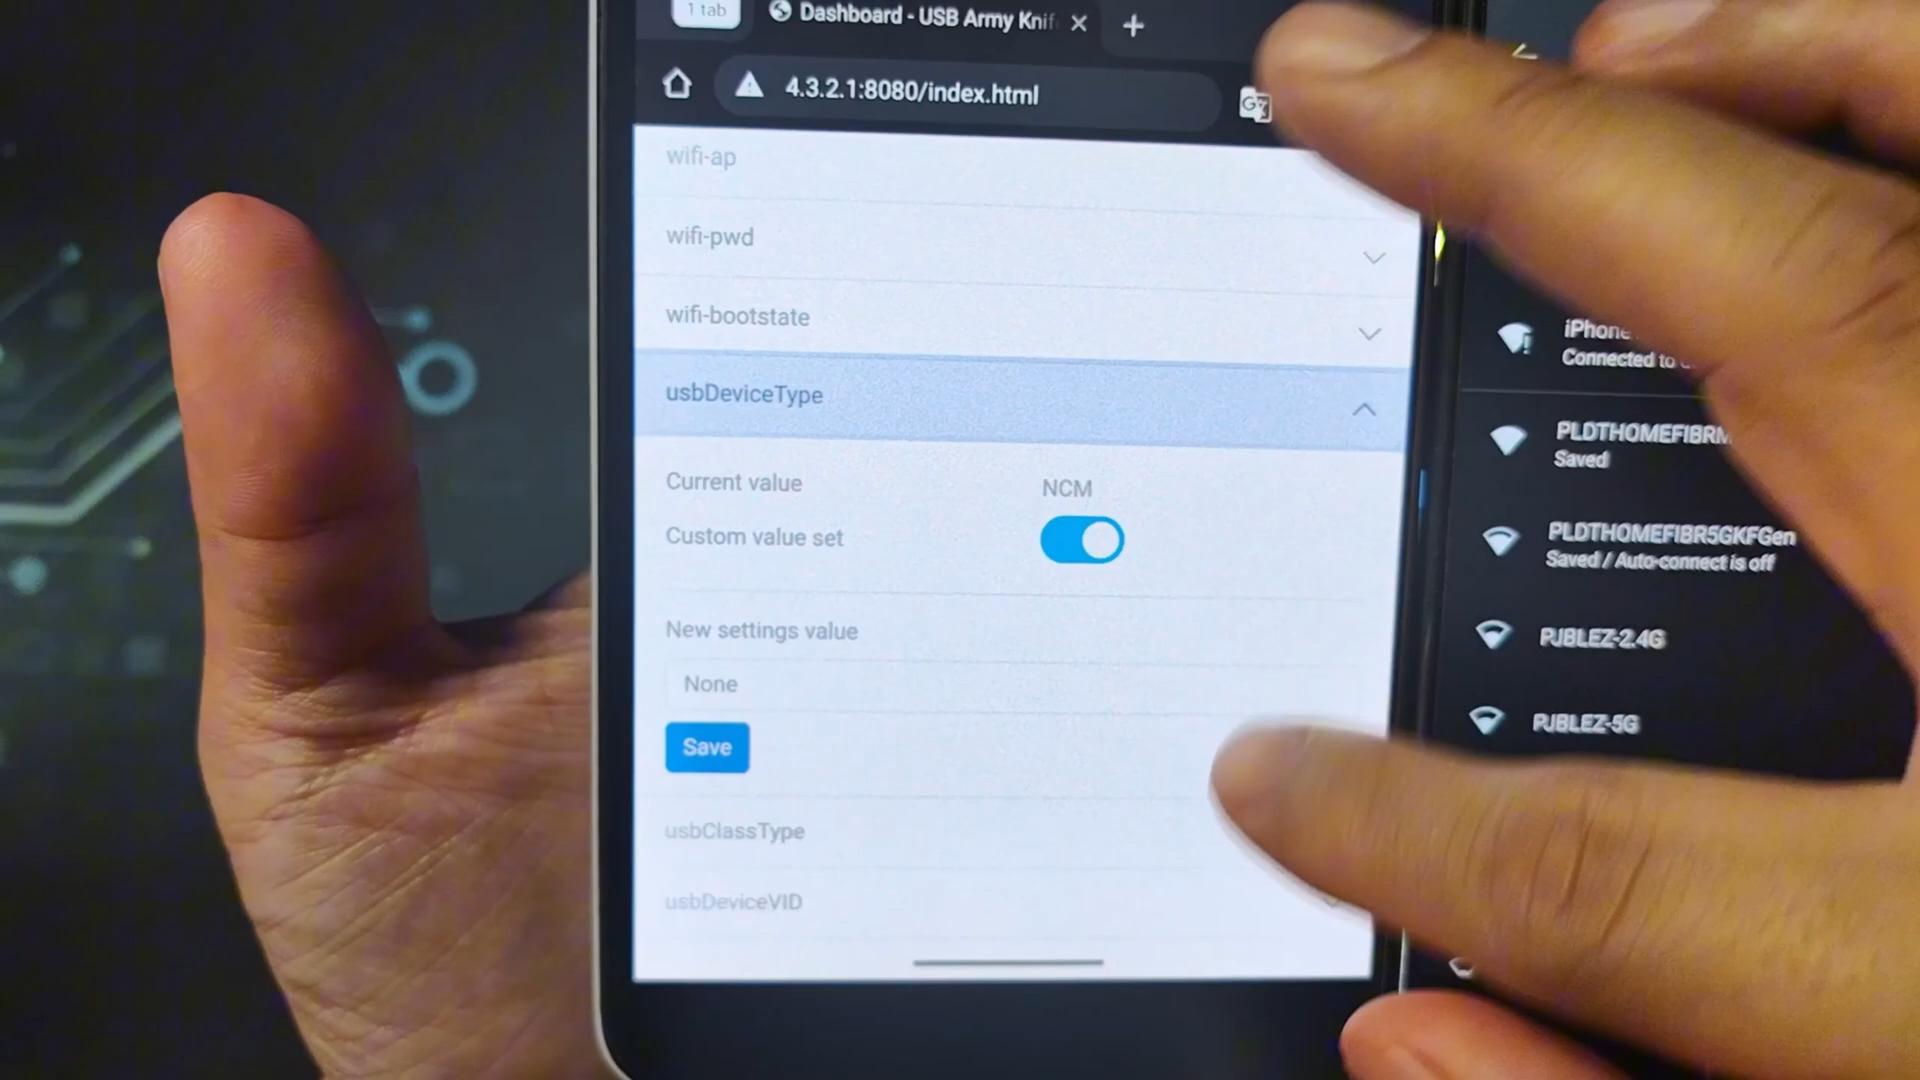 1 tab
Dashboard - USB Army Knif
4.3.2.1:8080/index.html
wifi-ap
wifi-pwd
wifi-bootstate
usbDeviceType
Current value
NCM
Custom value set
New settings value
None
Save
usbClassType
usbDeviceVID
iPhone
Connected to
PLDTHOMEFIBR
Saved
PLDTHOMEFIBR5GKFGen
Saved / Auto-connect is off
PJBLEZ-2.4G
PJBLEZ-5G